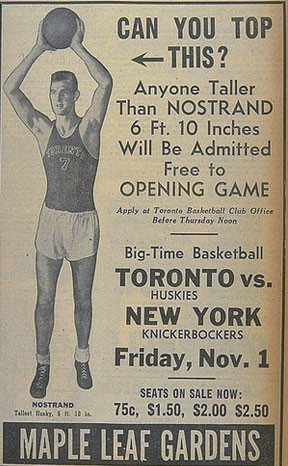 CAN YOU TOP
THIS?
Anyone Taller
Than NOSTRAND
6 Ft. 10 Inches
Will Be Admitted
Free to
OPENING GAME
Apply at Toronto Basketball Club Office
Before Thursday Noon
Big-Time Basketball
TORONTO vs.
HUSKIES
NEW YORK
KNICKERBOCKERS
Friday, Nov. 1
SEATS ON SALE NOW:
75c, $1.50, $2.00 $2.50
TORONTO
7
NOSTRAND
Tallest Husky, 6 ft. 10 in.
MAPLE LEAF GARDENS